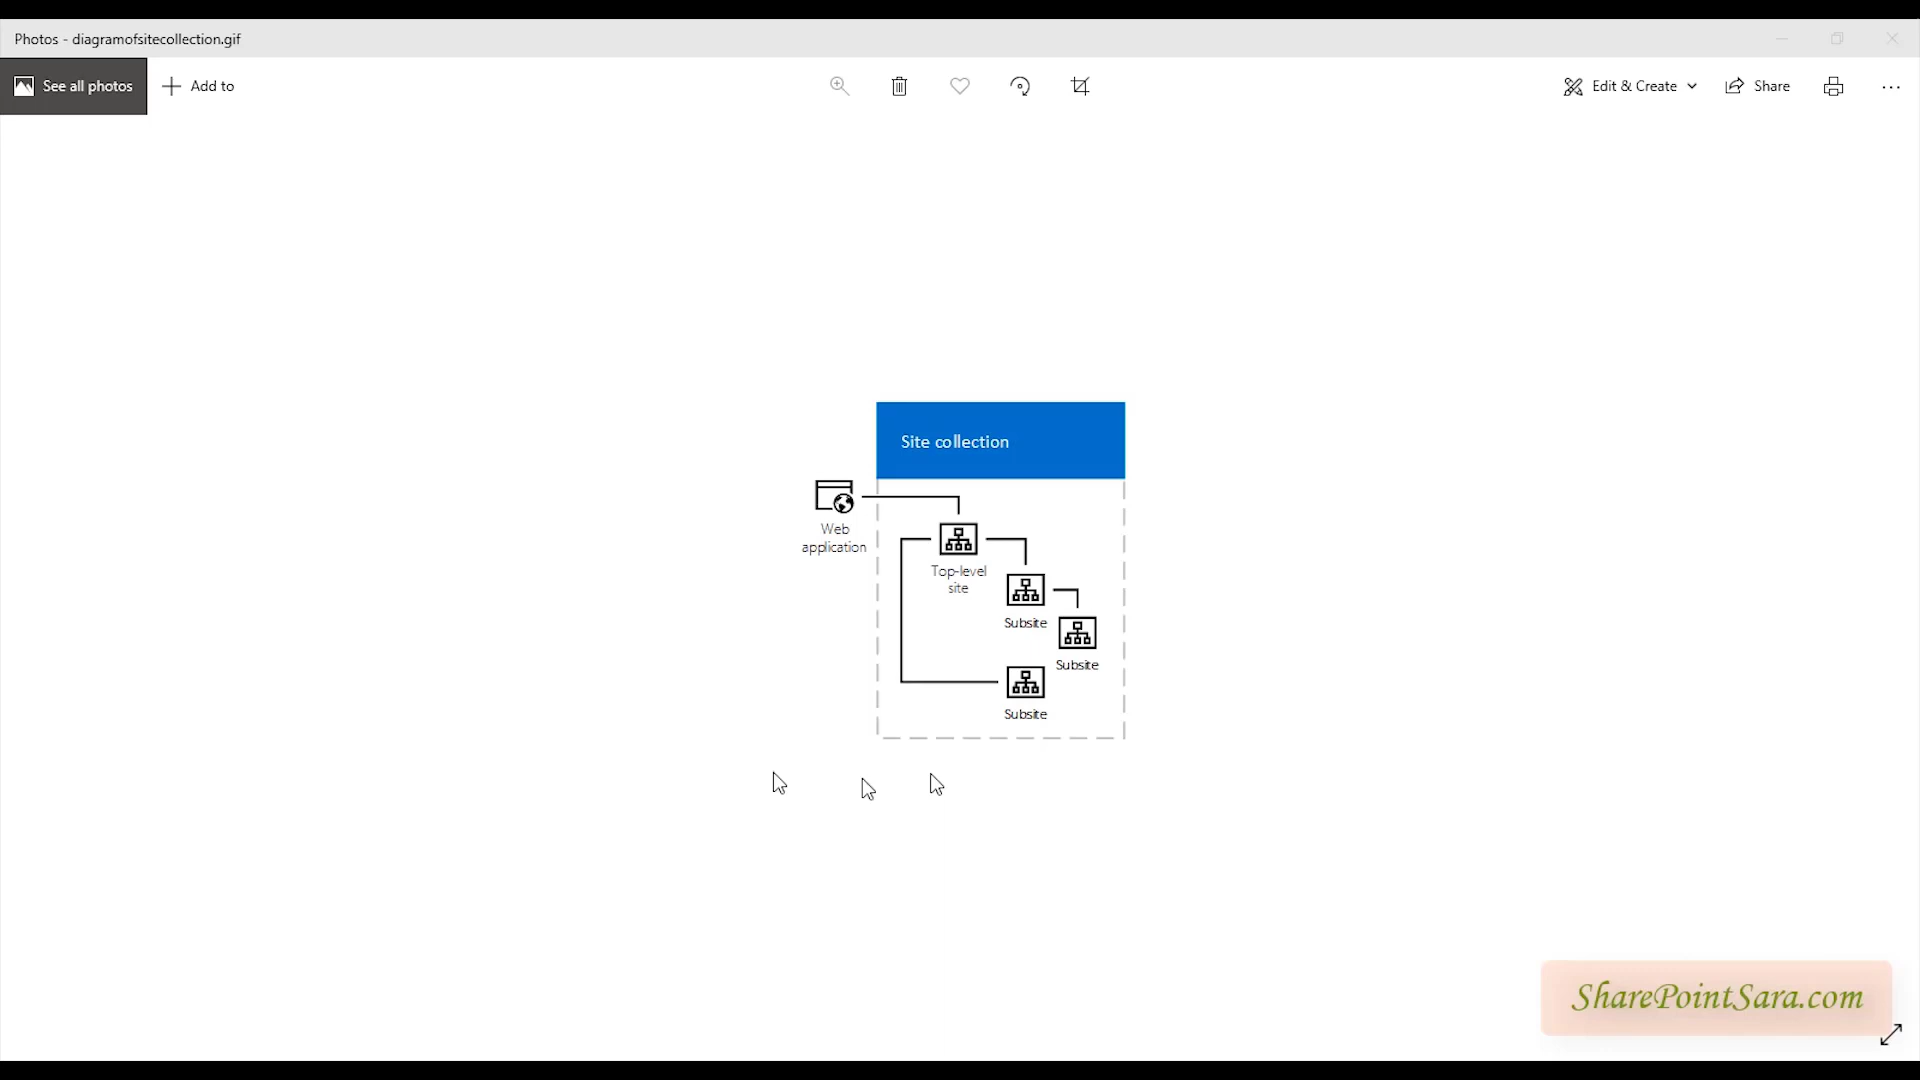 Photos - diagramofsitecollection.gif
See all photos
Add to
Edit & Create
Share
Site collection
Web
application
Top-level
site
Subsite
Subsite
Subsite
SharePointSara.com